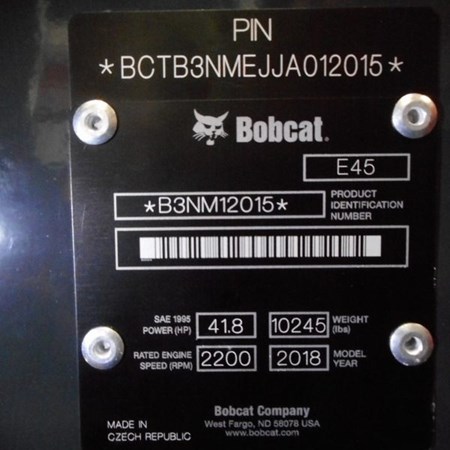 PIN
*BCTB3NMEJJA012015*
Bobcat.
E45
*B3NM12015* PRODUCT IDENTIFICATION NUMBER
SAE 1995 POWER (HP) 41.8 10245 WEIGHT (lbs)
RATED ENGINE SPEED (RPM) 2200 2018 MODEL YEAR
Bobcat Company
West Fargo, ND 58078 USA
www.bobcat.com
MADE IN
CZECH REPUBLIC